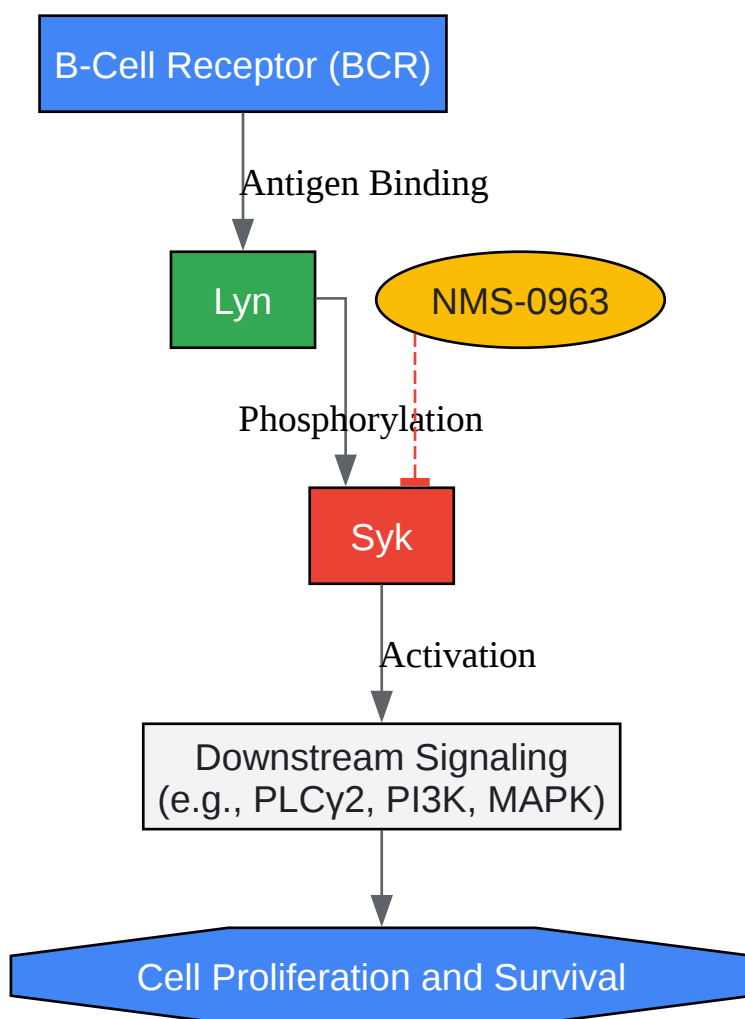 B-Cell Receptor (BCR)
Antigen Binding
Lyn
NMS-0963
Phosphorylation
Syk
Activation
Downstream Signaling
(e.g., PLCγ2, PI3K, MAPK)
Cell Proliferation and Survival